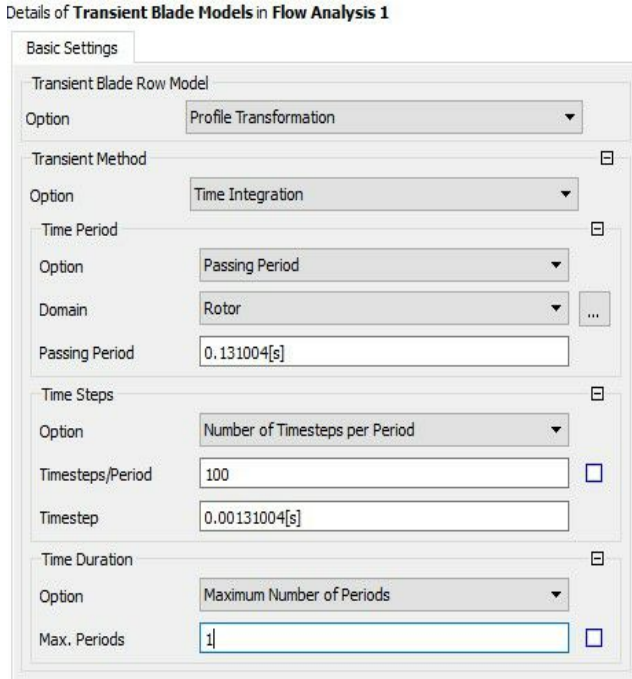 Details of Transient Blade Models in Flow Analysis 1
Basic Settings
Transient Blade Row Model
Option Profile Transformation
Transient Method
Option Time Integration
Time Period
Option Passing Period
Domain Rotor ...
Passing Period 0.131004[s]
Time Steps
Option Number of Timesteps per Period
Timesteps/Period 100
Timestep 0.00131004[s]
Time Duration
Option Maximum Number of Periods
Max. Periods 1